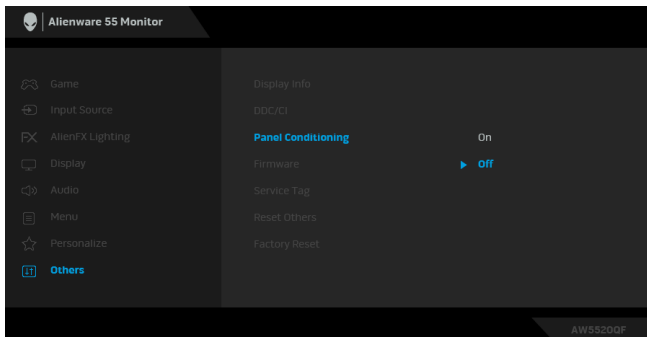 Alienware 55 Monitor
Game
Input Source
AlienFX Lighting
Display
Audio
Menu
Personalize
Others
Display Info
DDC/CI
Panel Conditioning On
Firmware Off
Service Tag
Reset Others
Factory Reset
AW5520QF